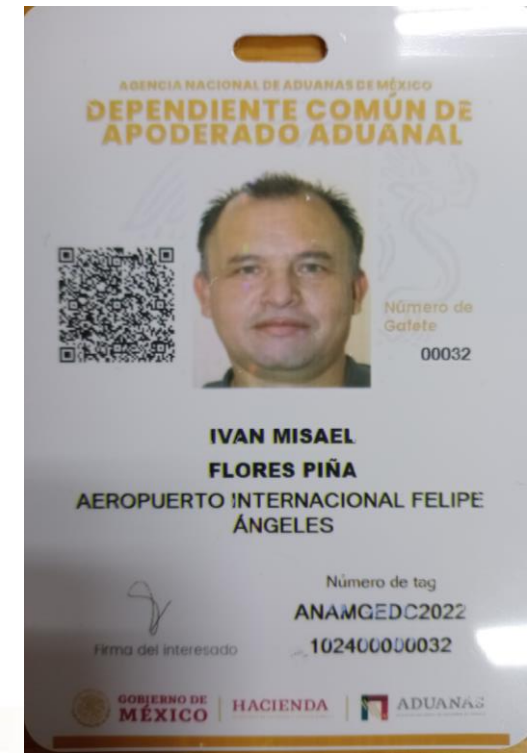 AGENCIA NACIONAL DE ADUANAS DE MÉXICO
DEPENDIENTE COMÚN DE
APODERADO ADUANAL
Número de
Gafete
00032
IVAN MISAEL
FLORES PIÑA
AEROPUERTO INTERNACIONAL FELIPE
ÁNGELES
Número de tag
ANAMGEDC2022
102400000032
Firma del interesado
GOBIERNO DE
MÉXICO
HACIENDA
ADUANAS